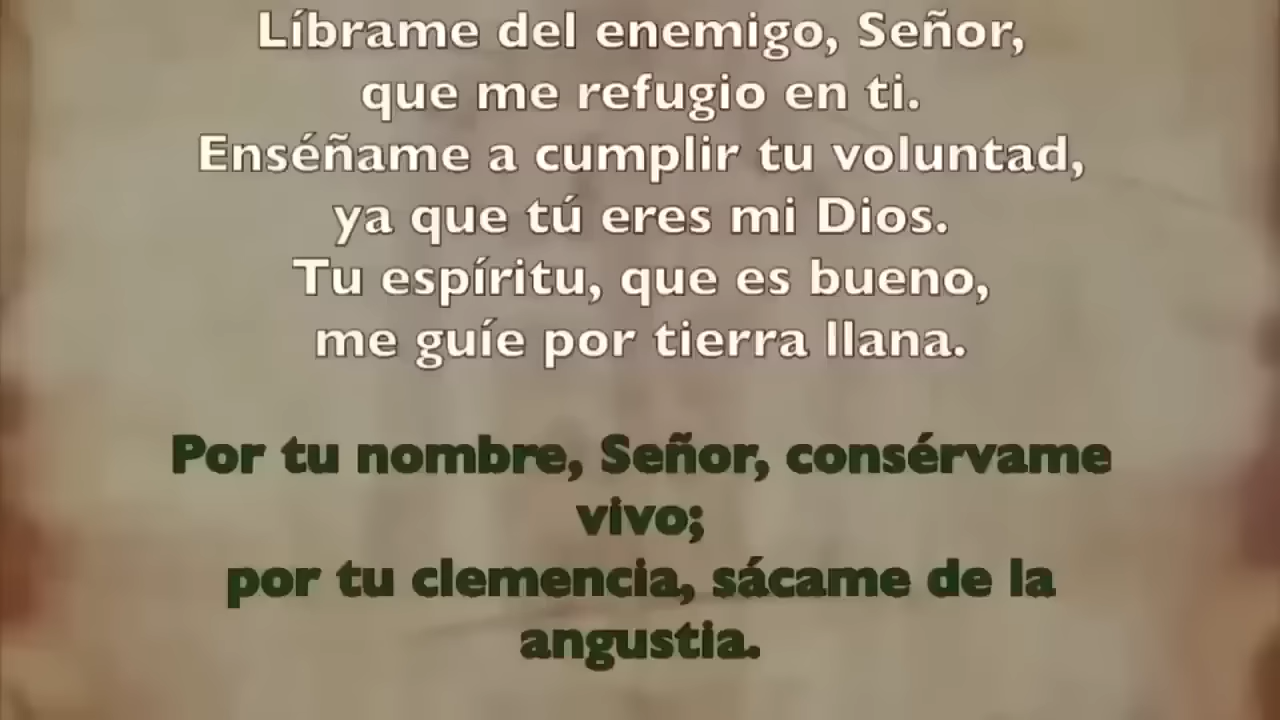 Líbrame del enemigo, Señor,
que me refugio en ti.
Enséñame a cumplir tu voluntad,
ya que tú eres mi Dios.
Tu espíritu, que es bueno,
me guíe por tierra llana.
Por tu nombre, Señor, consérvame
vivo;
por tu clemencia, sácame de la
angustia.